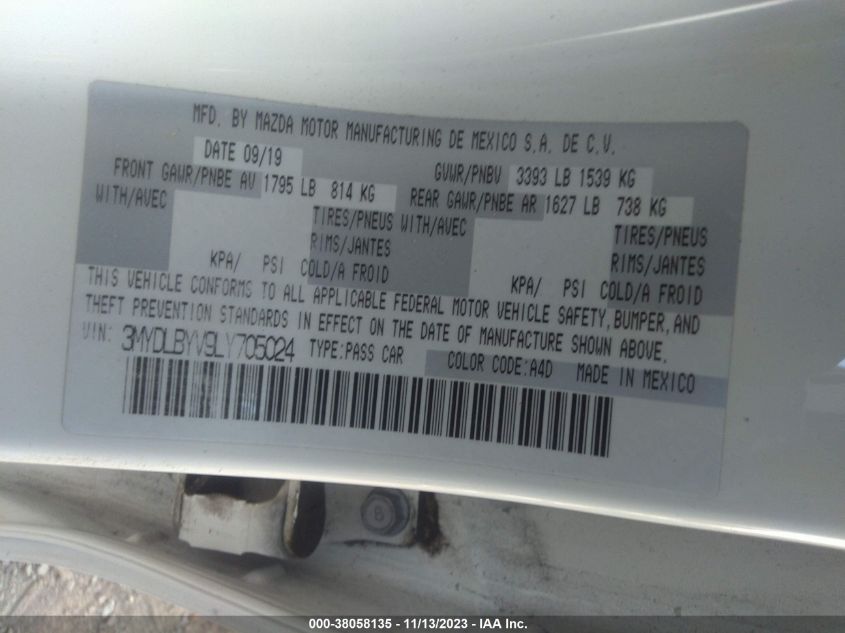 MFD. BY MAZDA MOTOR MANUFACTURING DE MEXICO S.A. DE C.V.
DATE 09/19 GVWR/PNBV 3393 LB 1539 KG
FRONT GAWR/PNBE AV 1795 LB 814 KG REAR GAWR/PNBE AR 1627 LB 738 KG
WITH/AVEC TIRES/PNEUS WITH/AVEC TIRES/PNEUS
RIMS/JANTES RIMS/JANTES
KPA/ PSI COLD/A FROID KPA/ PSI COLD/A FROID
THIS VEHICLE CONFORMS TO ALL APPLICABLE FEDERAL MOTOR VEHICLE SAFETY, BUMPER, AND
THEFT PREVENTION STANDARDS IN EFFECT ON THE DATE OF MANUFACTURE SHOWN ABOVE.
VIN: 3MYDLBYV9LY705024 TYPE:PASS CAR COLOR CODE:A4D MADE IN MEXICO
000-38058135 - 11/13/2023 - IAA Inc.